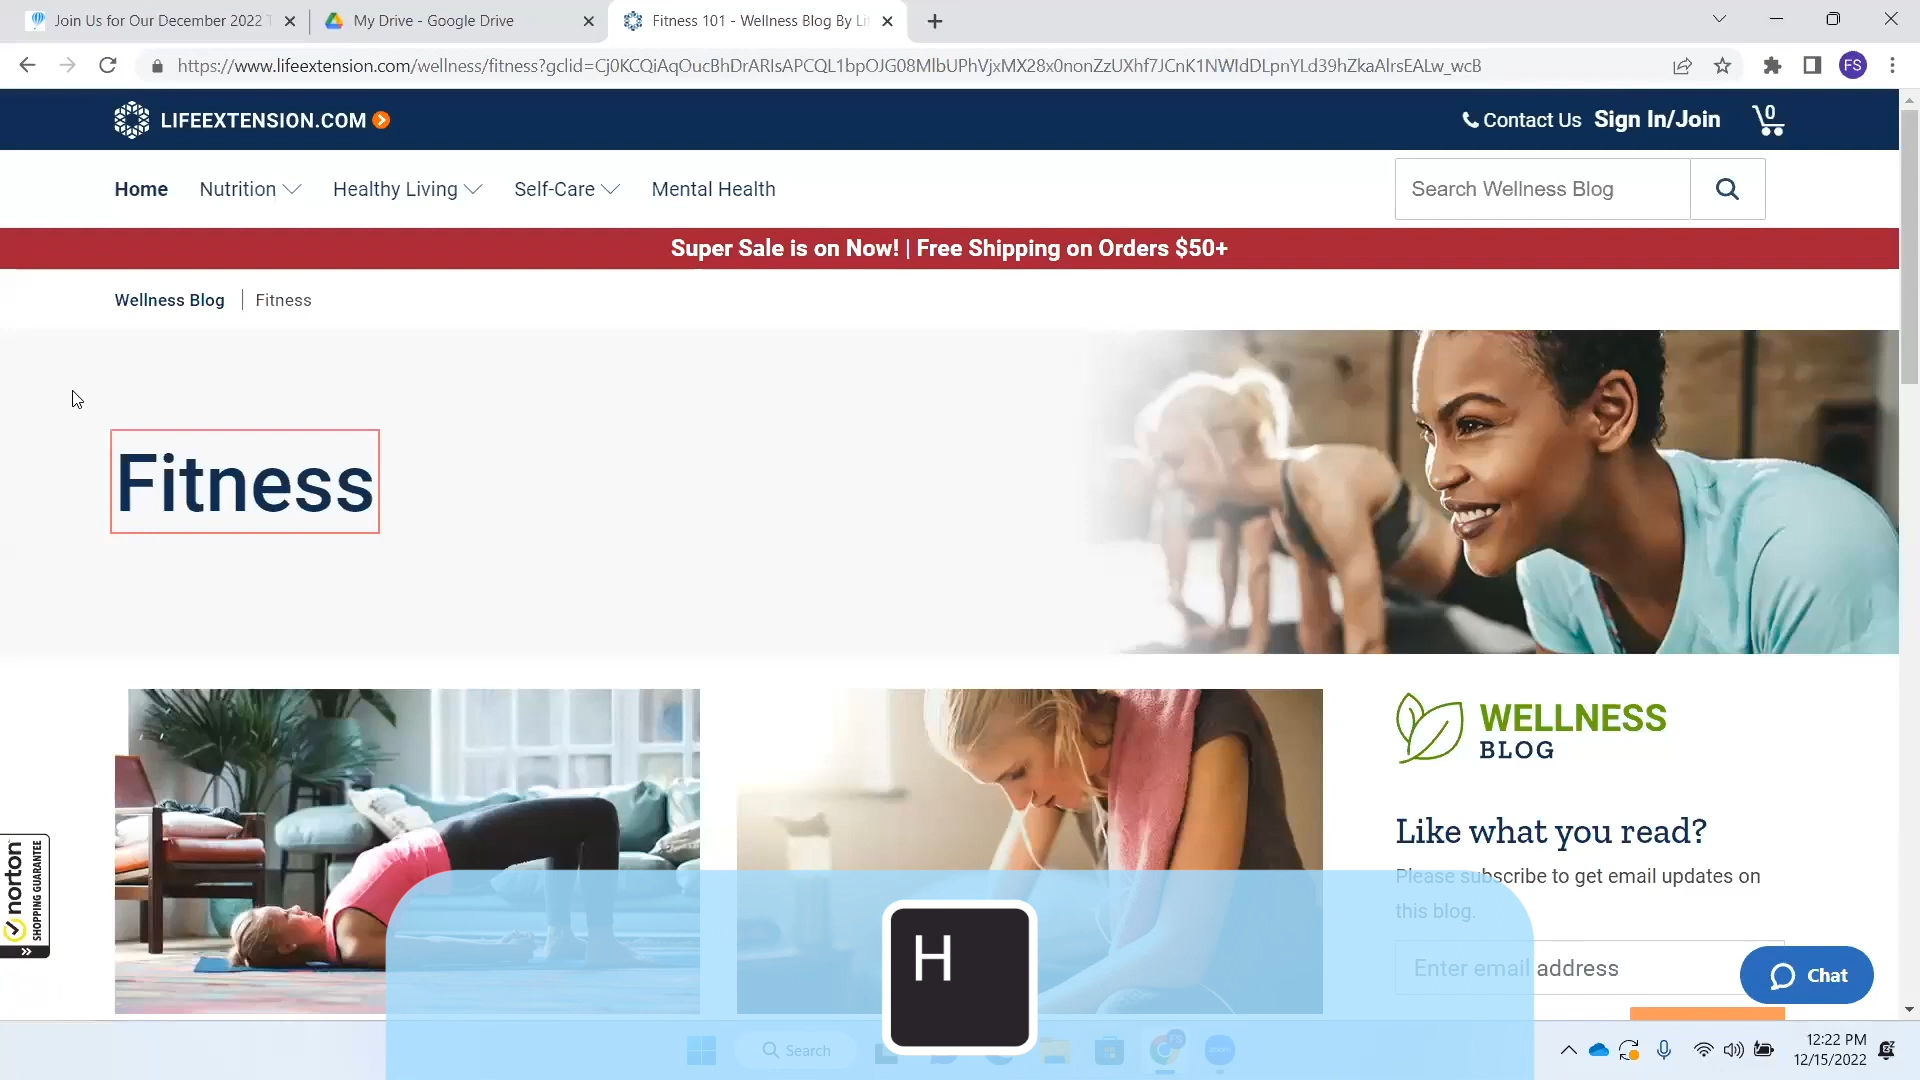 Join Us for Our December 2022 T
My Drive - Google Drive
Fitness 101 - Wellness Blog By Li
https://www.lifeextension.com/wellness/fitness?gclid=Cj0KCQiAqOucBhDrARIsAPCQL1bpOJG08MlbUPhVjxMX28x0nonZzUXhf7JCnK1NWIdDLpnYLd39hZkaAlrsEALw_wcB
FS
LIFEEXTENSION.COM
Contact Us
Sign In/Join
0
Home
Nutrition
Healthy Living
Self-Care
Mental Health
Search Wellness Blog
Super Sale is on Now! | Free Shipping on Orders $50+
Wellness Blog
Fitness
Fitness
WELLNESS
BLOG
Like what you read?
Please subscribe to get email updates on
this blog.
Enter email address
Chat
norton
SHOPPING GUARANTEE
H
Search
FS
zoom
12:22 PM
12/15/2022